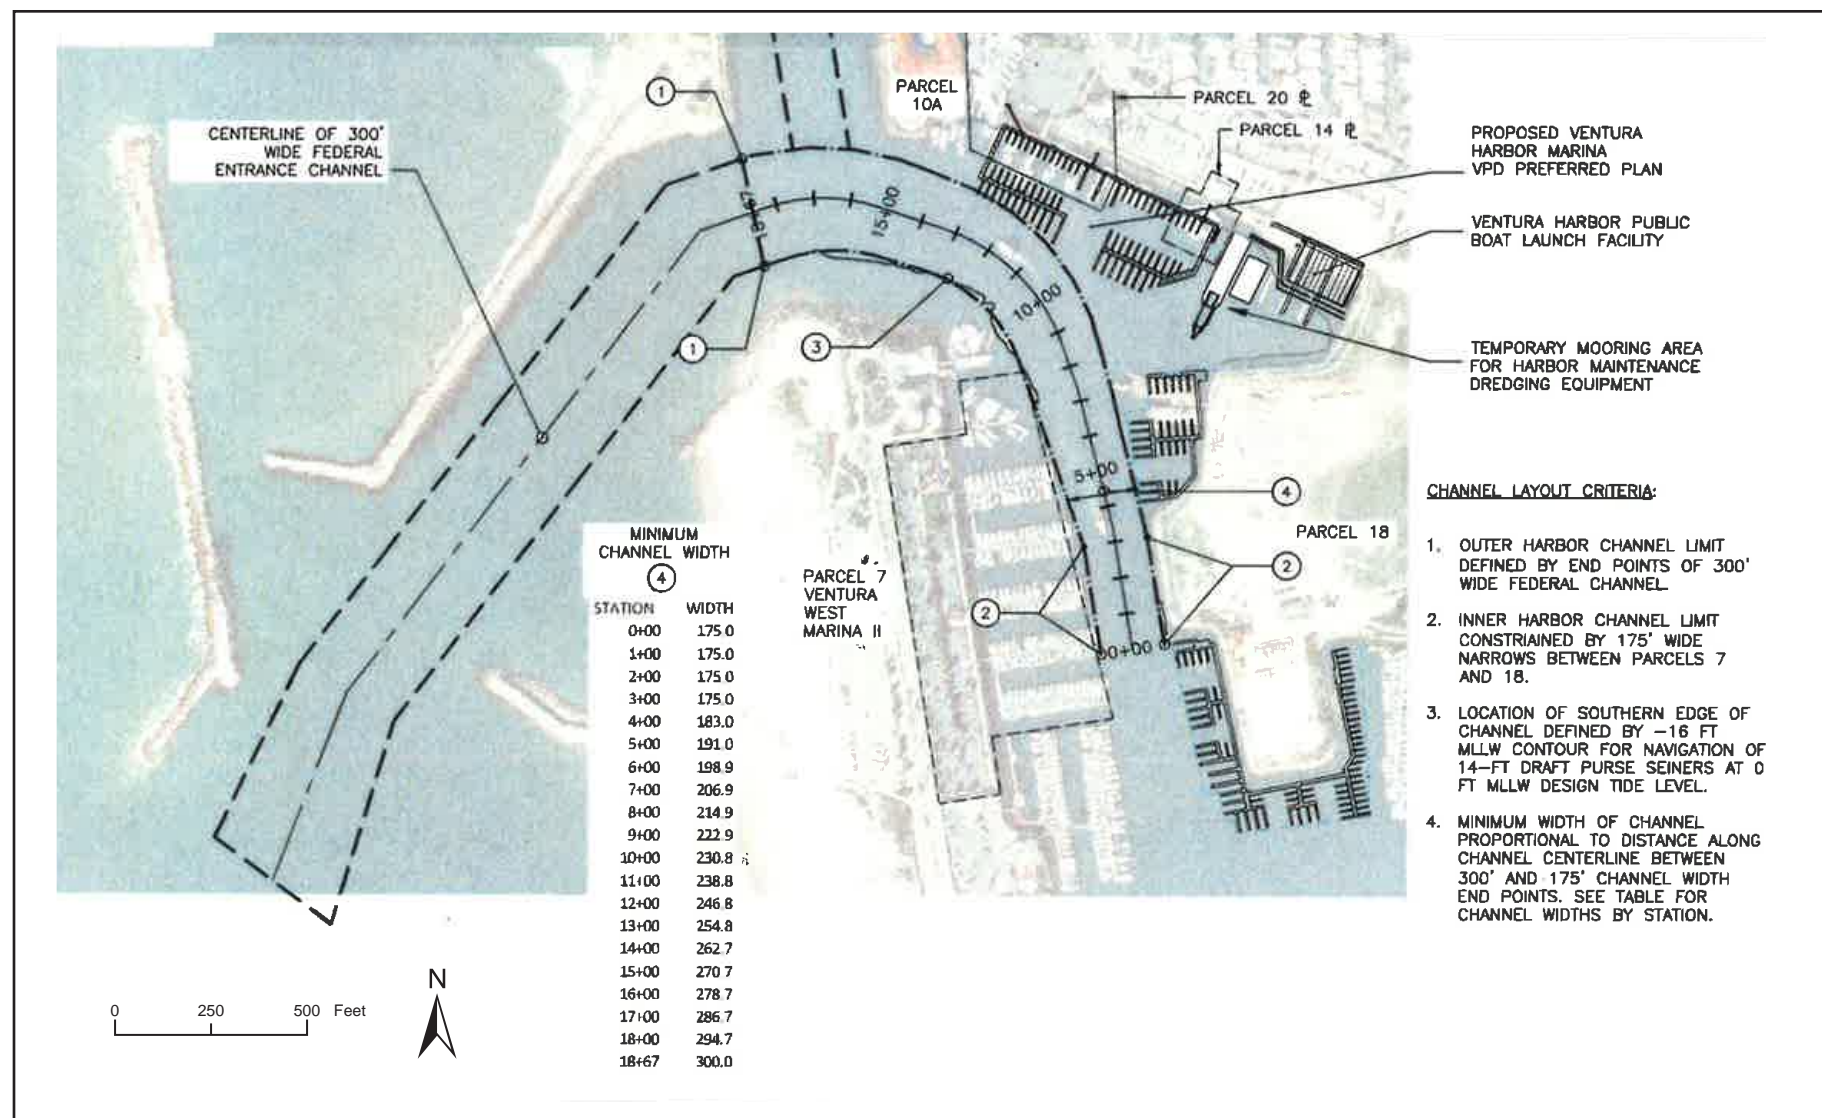 PARCEL
10A
PARCEL 20 ⅊
PARCEL 14 ⅊
CENTERLINE OF 300'
WIDE FEDERAL
ENTRANCE CHANNEL
1
18+67
15+00
10+00
5+00
00+00
1
3
4
2
2
PROPOSED VENTURA
HARBOR MARINA
VPD PREFERRED PLAN
VENTURA HARBOR PUBLIC
BOAT LAUNCH FACILITY
TEMPORARY MOORING AREA
FOR HARBOR MAINTENANCE
DREDGING EQUIPMENT
PARCEL 18
PARCEL 7
VENTURA
WEST
MARINA II
MINIMUM
CHANNEL WIDTH
4
STATION WIDTH
0+00 175.0
1+00 175.0
2+00 175.0
3+00 175.0
4+00 183.0
5+00 191.0
6+00 198.9
7+00 206.9
8+00 214.9
9+00 222.9
10+00 230.8
11+00 238.8
12+00 246.8
13+00 254.8
14+00 262.7
15+00 270.7
16+00 278.7
17+00 286.7
18+00 294.7
18+67 300.0
CHANNEL LAYOUT CRITERIA:
1. OUTER HARBOR CHANNEL LIMIT
DEFINED BY END POINTS OF 300'
WIDE FEDERAL CHANNEL
2. INNER HARBOR CHANNEL LIMIT
CONSTRIAINED BY 175' WIDE
NARROWS BETWEEN PARCELS 7
AND 18.
3. LOCATION OF SOUTHERN EDGE OF
CHANNEL DEFINED BY -16 FT
MLLW CONTOUR FOR NAVIGATION OF
14-FT DRAFT PURSE SEINERS AT 0
FT MLLW DESIGN TIDE LEVEL.
4. MINIMUM WIDTH OF CHANNEL
PROPORTIONAL TO DISTANCE ALONG
CHANNEL CENTERLINE BETWEEN
300' AND 175' CHANNEL WIDTH
END POINTS. SEE TABLE FOR
CHANNEL WIDTHS BY STATION.
0 250 500 Feet
N